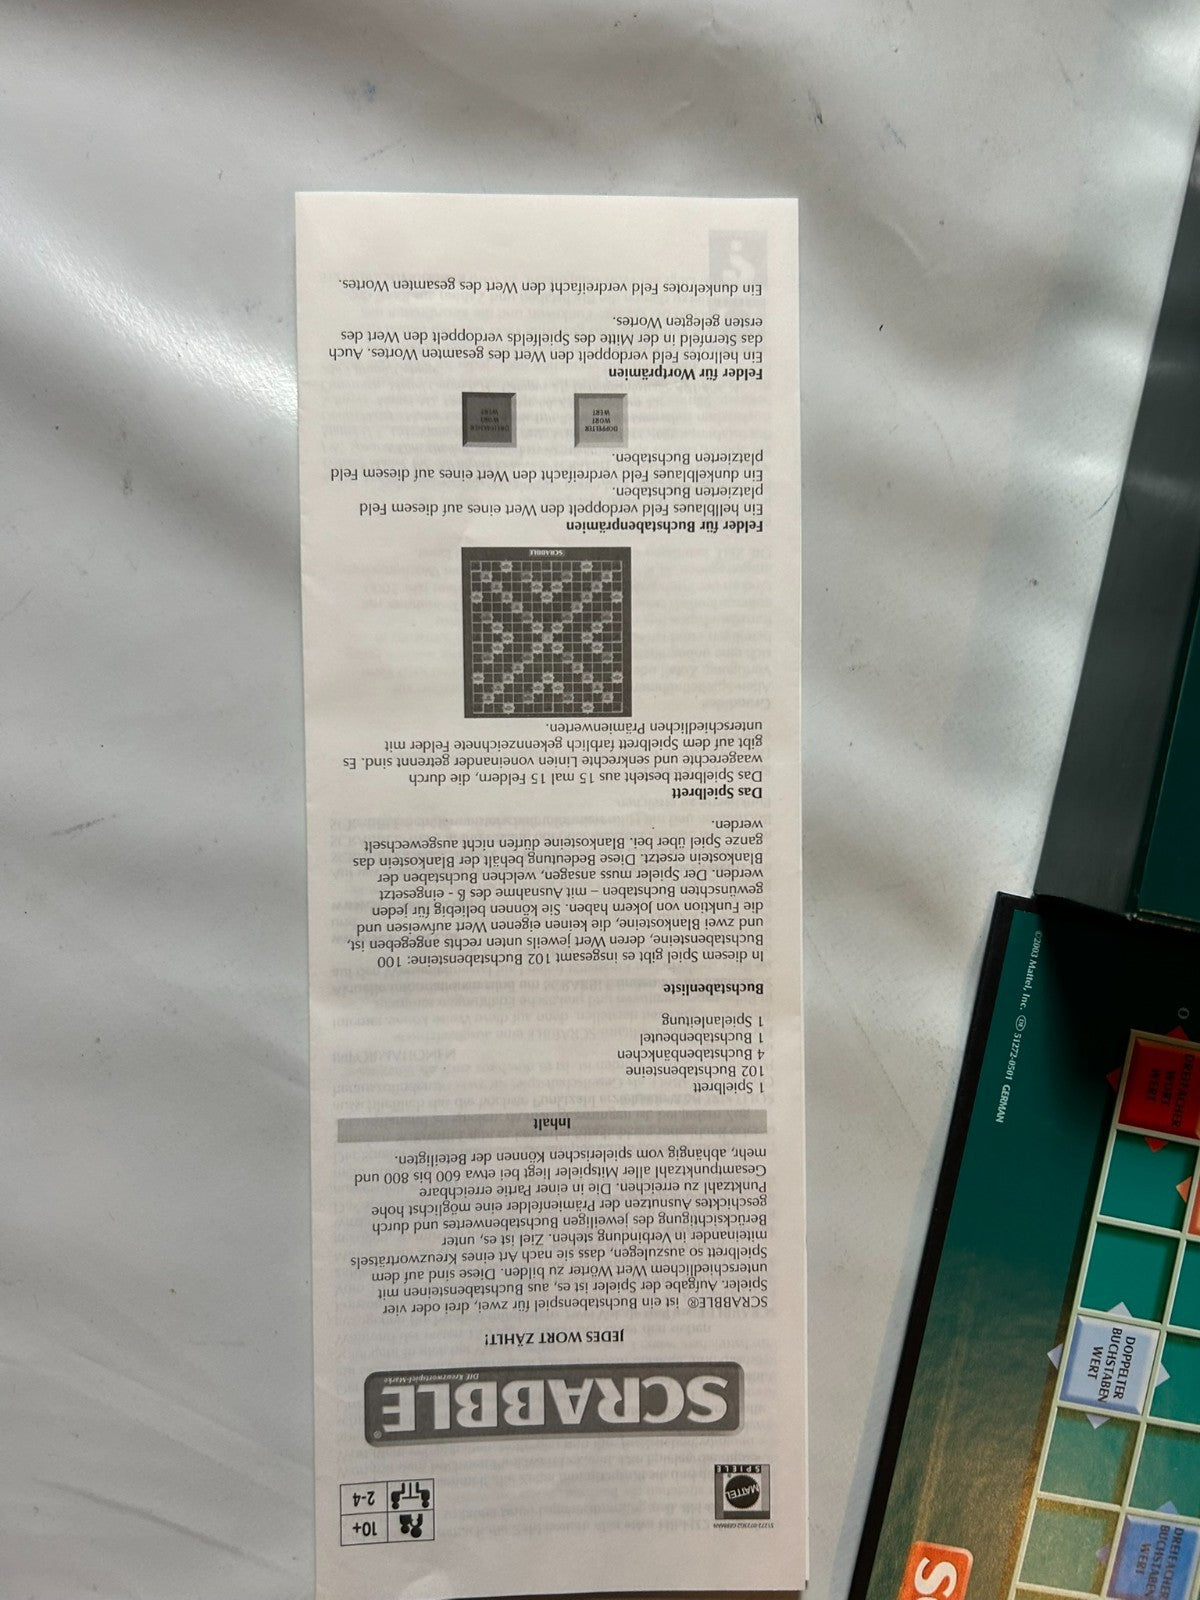 51272-0072G2 GERMAN
MATTEL
SPIELE
10+
2-4
SCRABBLE®
DIE Kreuzwortspiel-Marke
JEDES WORT ZÄHLT!
SCRABBLE® ist ein Buchstabenspiel für zwei, drei oder vier
Spieler. Aufgabe der Spieler ist es, aus Buchstabensteinen mit
unterschiedlichem Wert Wörter zu bilden. Diese sind auf dem
Spielbrett so auszulegen, dass sie nach Art eines Kreuzworträtsels
miteinander in Verbindung stehen. Ziel ist es, unter
Berücksichtigung des jeweiligen Buchstabenwertes und durch
geschicktes Ausnutzen der Prämienfelder eine möglichst hohe
Punktzahl zu erreichen. Die in einer Partie erreichbare
Gesamtpunktzahl aller Mitspieler liegt bei etwa 600 bis 800 und
mehr, abhängig vom spielerischen Können der Beteiligten.
Inhalt
1 Spielbrett
102 Buchstabensteine
4 Buchstabenbänkchen
1 Buchstabenbeutel
1 Spielanleitung
Buchstabenliste
In diesem Spiel gibt es insgesamt 102 Buchstabensteine: 100
Buchstabensteine, deren Wert jeweils unten rechts angegeben ist,
und zwei Blankosteine, die keinen eigenen Wert aufweisen und
die Funktion von Jokern haben. Sie können beliebig für jeden
gewünschten Buchstaben – mit Ausnahme des ß - eingesetzt
werden. Der Spieler muss ansagen, welchen Buchstaben der
Blankostein ersetzt. Diese Bedeutung behält der Blankostein das
ganze Spiel über bei. Blankosteine dürfen nicht ausgewechselt
werden.
Das Spielbrett
Das Spielbrett besteht aus 15 mal 15 Feldern, die durch
waagerechte und senkrechte Linien voneinander getrennt sind. Es
gibt auf dem Spielbrett farblich gekennzeichnete Felder mit
unterschiedlichen Prämienwerten.
SCRABBLE
Felder für Buchstabenprämien
Ein hellblaues Feld verdoppelt den Wert eines auf diesem Feld
platzierten Buchstaben.
Ein dunkelblaues Feld verdreifacht den Wert eines auf diesem Feld
platzierten Buchstaben.
DOPPELTER
WORT
WERT
DREIFACHER
WORT
WERT
Felder für Wortprämien
Ein hellrotes Feld verdoppelt den Wert des gesamten Wortes. Auch
das Sternfeld in der Mitte des Spielfelds verdoppelt den Wert des
ersten gelegten Wortes.
Ein dunkelrotes Feld verdreifacht den Wert des gesamten Wortes.
©2003 Mattel, Inc. 51272-0501 GERMAN
DREIFACHER
WORT
WERT
DOPPELTER
BUCHSTABEN
WERT
DREIFACHER
BUCHSTABEN
WERT